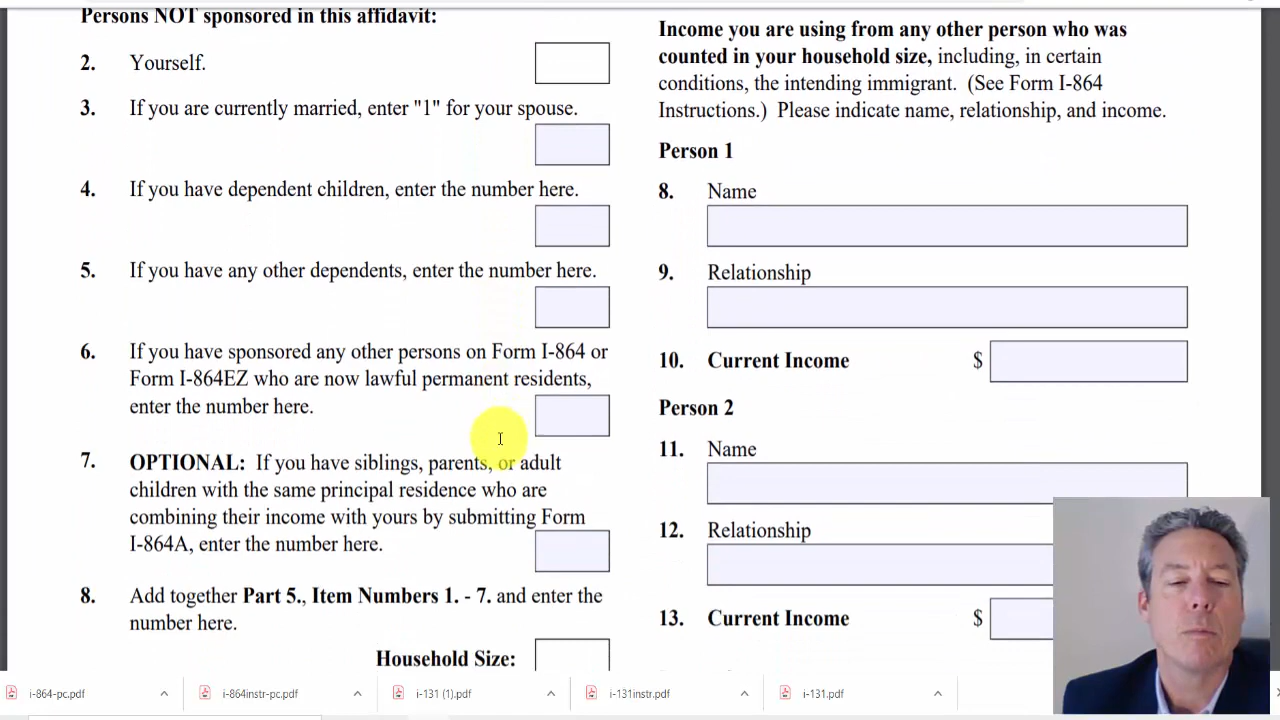 Persons NOT sponsored in this affidavit:
2. Yourself.
3. If you are currently married, enter "1" for your spouse.
4. If you have dependent children, enter the number here.
5. If you have any other dependents, enter the number here.
6. If you have sponsored any other persons on Form I-864 or
Form I-864EZ who are now lawful permanent residents,
enter the number here.
7. OPTIONAL: If you have siblings, parents, or adult
children with the same principal residence who are
combining their income with yours by submitting Form
I-864A, enter the number here.
8. Add together Part 5., Item Numbers 1. - 7. and enter the
number here.
Household Size:
Income you are using from any other person who was
counted in your household size, including, in certain
conditions, the intending immigrant. (See Form I-864
Instructions.) Please indicate name, relationship, and income.
Person 1
8. Name
9. Relationship
10. Current Income $
Person 2
11. Name
12. Relationship
13. Current Income $
i-864-pc.pdf
i-864instr-pc.pdf
i-131 (1).pdf
i-131instr.pdf
i-131.pdf